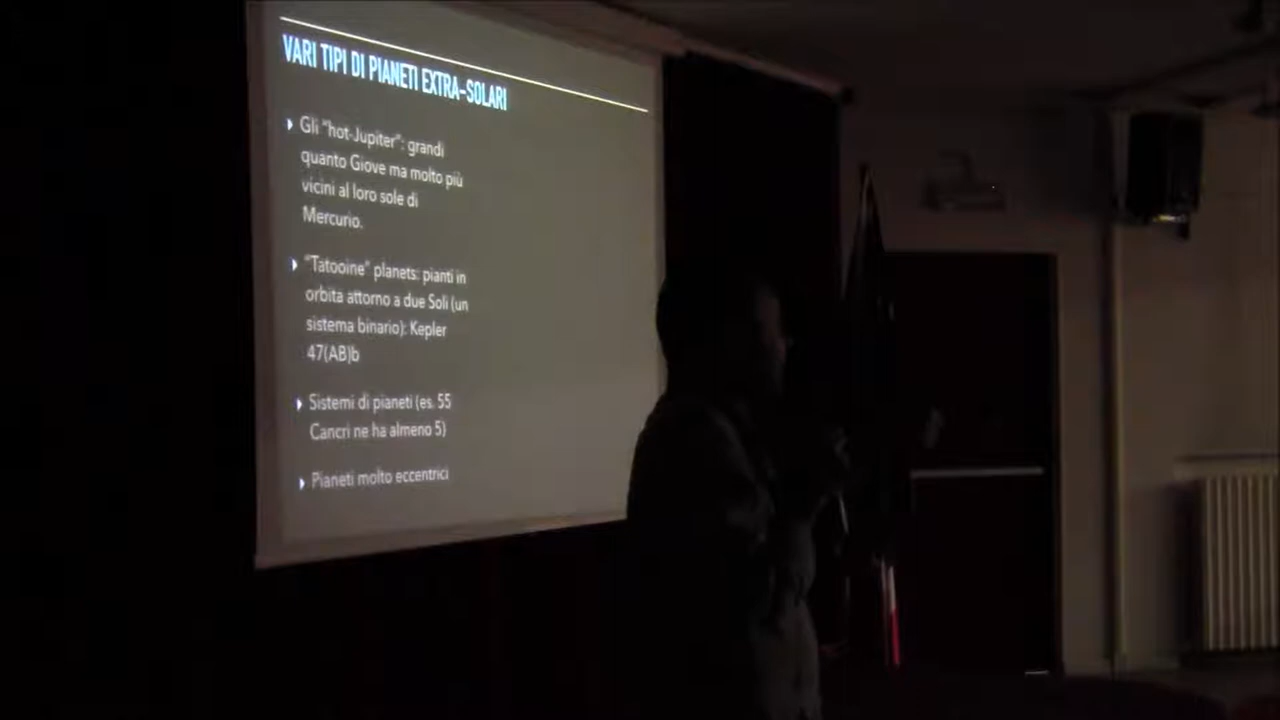 VARI TIPI DI PIANETI EXTRA-SOLARI
Gli "hot-Jupiter": grandi
quanto Giove ma molto più
vicini al loro sole di
Mercurio.
"Tatooine" planets: pianti in
orbita attorno a due Soli (un
sistema binario): Kepler
47(AB)b
Sistemi di pianeti (es. 55
Cancri ne ha almeno 5)
Pianeti molto eccentrici